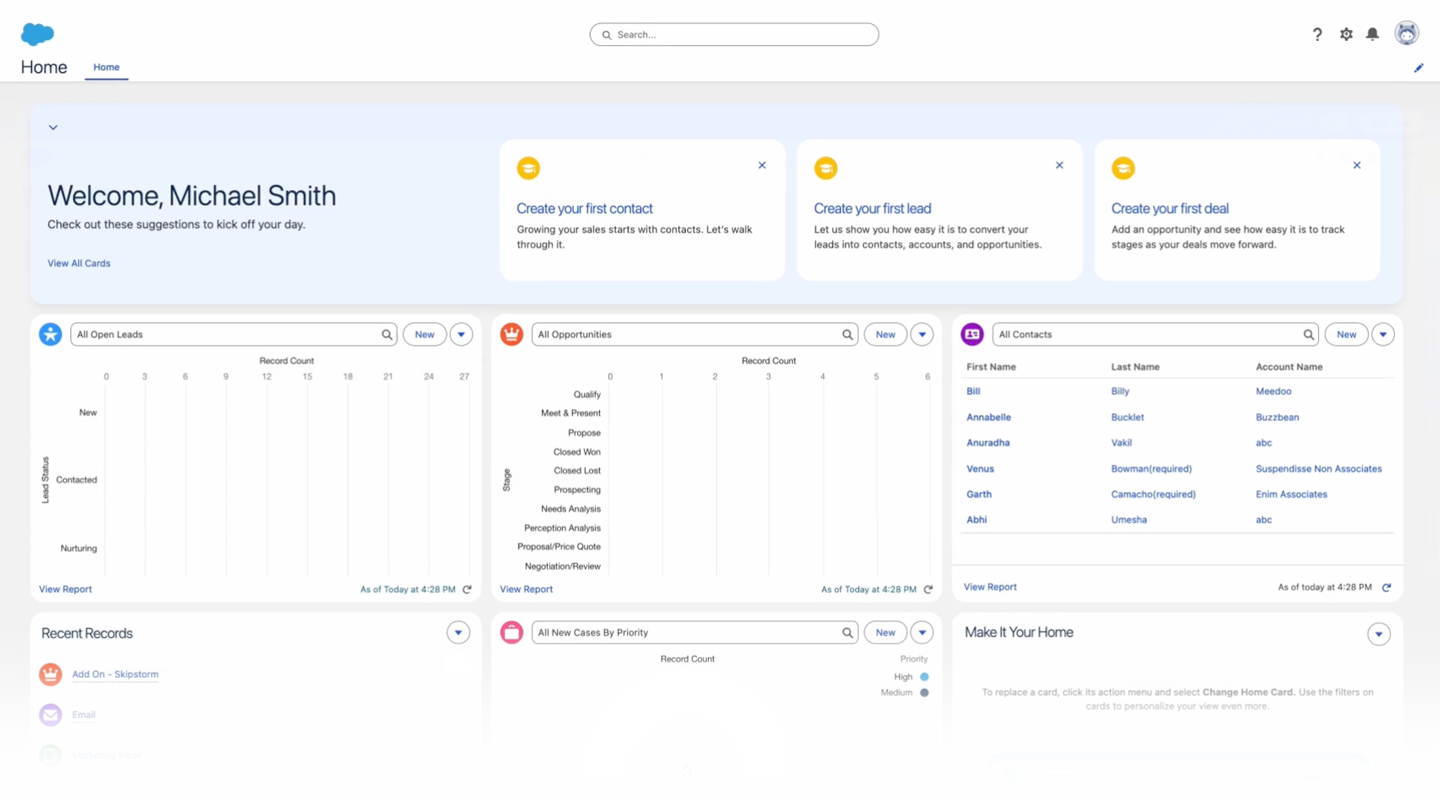 Search...
Home
Home
Welcome, Michael Smith
Check out these suggestions to kick off your day.
View All Cards
Create your first contact
Growing your sales starts with contacts. Let's walk
through it.
Create your first lead
Let us show you how easy it is to convert your
leads into contacts, accounts, and opportunities.
Create your first deal
Add an opportunity and see how easy it is to track
stages as your deals move forward.
All Open Leads
New
Record Count
0 3 6 9 12 15 18 21 24 27
Lead Status
New
Contacted
Nurturing
View Report
As of Today at 4:28 PM
All Opportunities
New
Record Count
0 1 2 3 4 5 6
Stage
Qualify
Meet & Present
Propose
Closed Won
Closed Lost
Prospecting
Needs Analysis
Perception Analysis
Proposal/Price Quote
Negotiation/Review
View Report
As of Today at 4:28 PM
All Contacts
New
First Name Last Name Account Name
Bill Billy Meedoo
Annabelle Bucklet Buzzbean
Anuradha Vakil abc
Venus Bowman(required) Suspendisse Non Associates
Garth Camacho(required) Enim Associates
Abhi Umesha abc
View Report
As of today at 4:28 PM
Recent Records
Add On - Skipstorm
Email
All New Cases By Priority
New
Record Count
Priority
High
Medium
Make It Your Home
To replace a card, click its action menu and select Change Home Card. Use the filters on
cards to personalize your view even more.